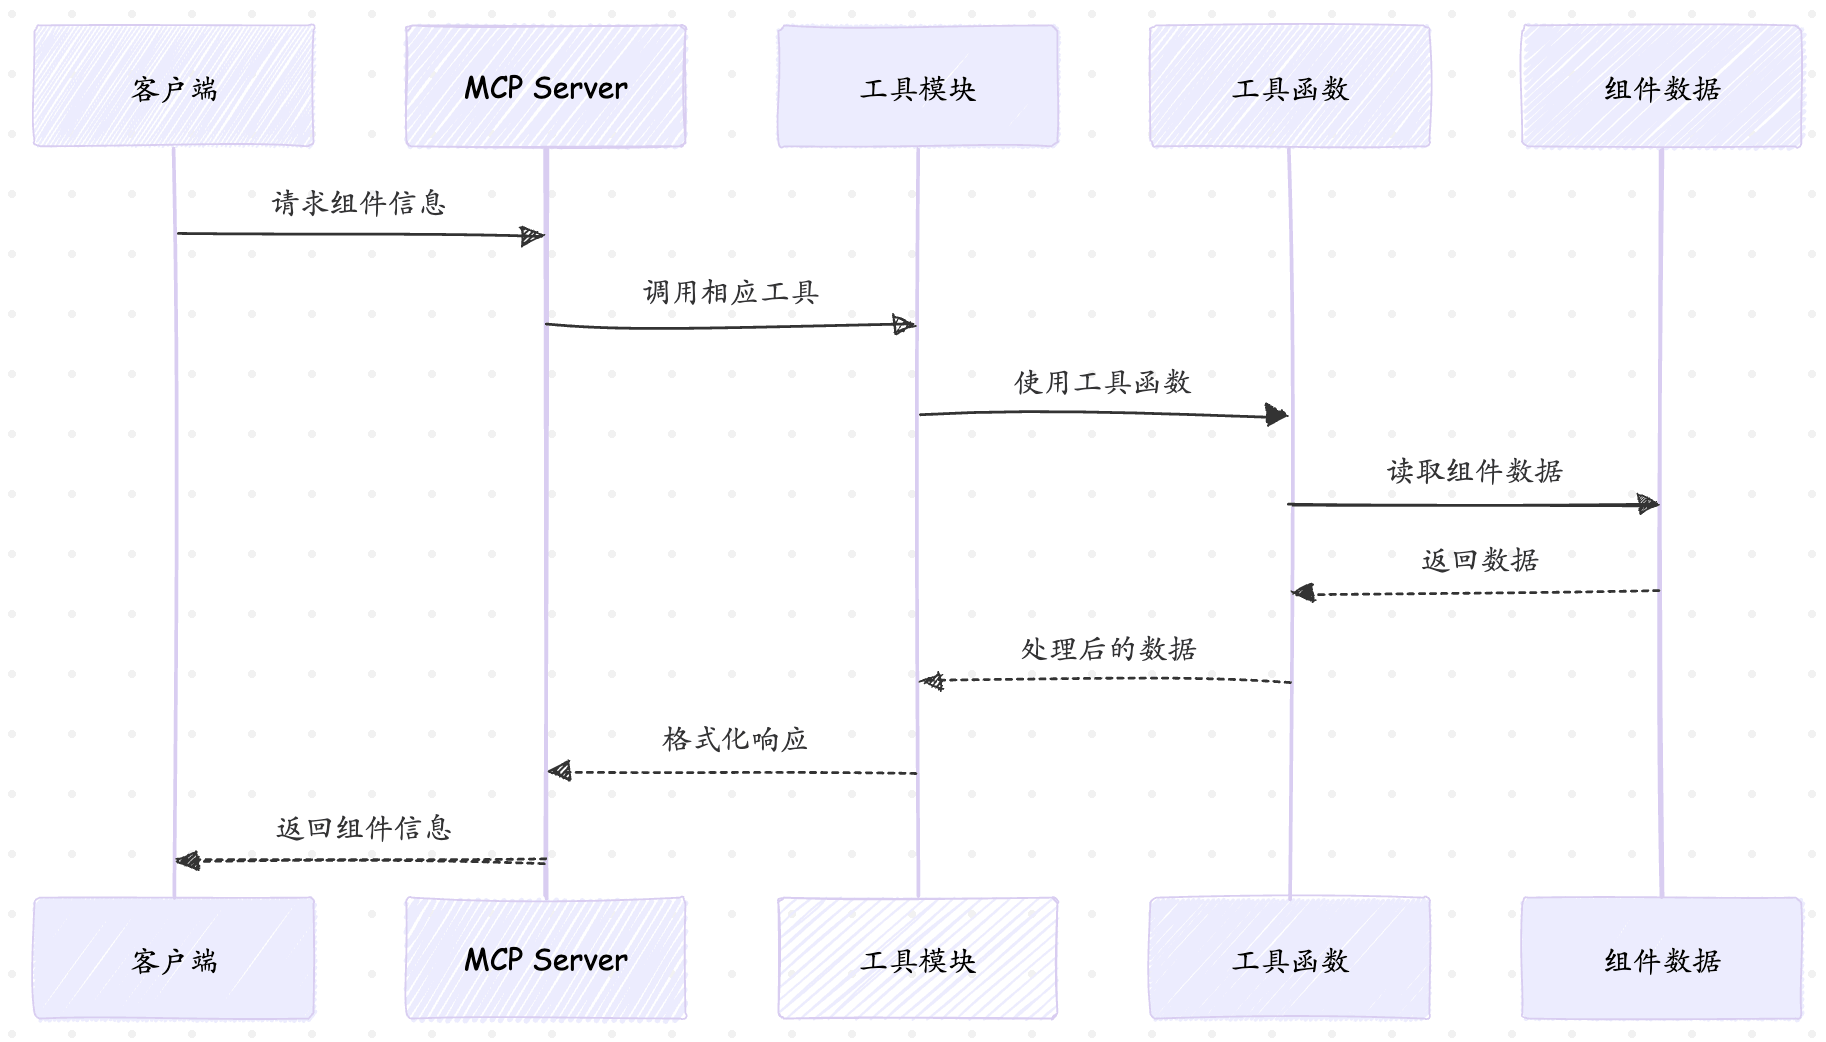 客户端
MCP Server
工具模块
工具函数
组件数据
请求组件信息
调用相应工具
使用工具函数
读取组件数据
返回数据
处理后的数据
格式化响应
返回组件信息
客户端
MCP Server
工具模块
工具函数
组件数据